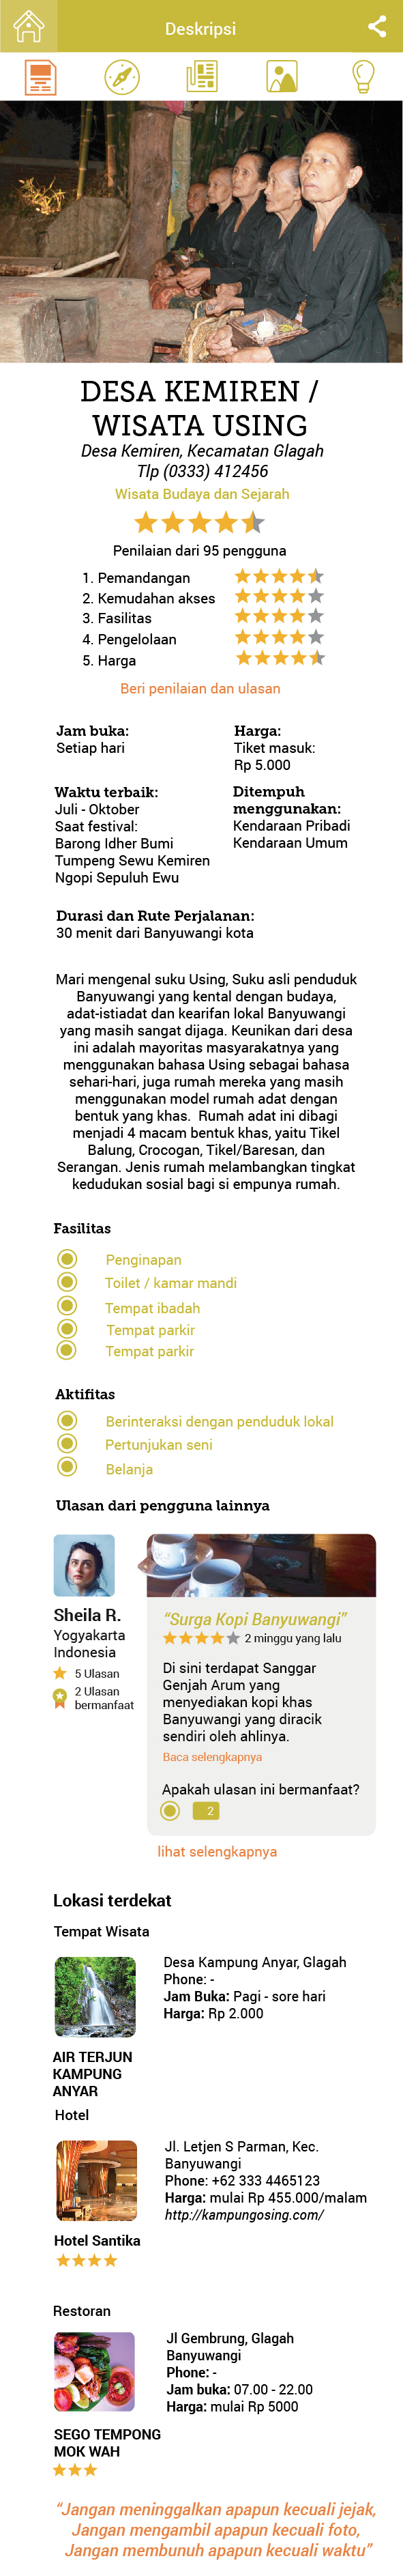 Deskripsi
DESA KEMIREN /
WISATA USING
Desa Kemiren, Kecamatan Glagah
Tlp (0333) 412456
Wisata Budaya dan Sejarah
Penilaian dari 95 pengguna
1. Pemandangan
2. Kemudahan akses
3. Fasilitas
4. Pengelolaan
5. Harga
Beri penilaian dan ulasan
Jam buka:
Setiap hari
Harga:
Tiket masuk:
Rp 5.000
Waktu terbaik:
Juli - Oktober
Saat festival:
Barong Idher Bumi
Tumpeng Sewu Kemiren
Ngopi Sepuluh Ewu
Ditempuh
menggunakan:
Kendaraan Pribadi
Kendaraan Umum
Durasi dan Rute Perjalanan:
30 menit dari Banyuwangi kota
Mari mengenal suku Using, Suku asli penduduk
Banyuwangi yang kental dengan budaya,
adat-istiadat dan kearifan lokal Banyuwangi
yang masih sangat dijaga. Keunikan dari desa
ini adalah mayoritas masyarakatnya yang
menggunakan bahasa Using sebagai bahasa
sehari-hari, juga rumah mereka yang masih
menggunakan model rumah adat dengan
bentuk yang khas. Rumah adat ini dibagi
menjadi 4 macam bentuk khas, yaitu Tikel
Balung, Crocogan, Tikel/Baresan, dan
Serangan. Jenis rumah melambangkan tingkat
kedudukan sosial bagi si empunya rumah.
Fasilitas
Penginapan
Toilet / kamar mandi
Tempat ibadah
Tempat parkir
Tempat parkir
Aktifitas
Berinteraksi dengan penduduk lokal
Pertunjukan seni
Belanja
Ulasan dari pengguna lainnya
Sheila R.
Yogyakarta
Indonesia
5 Ulasan
2 Ulasan
bermanfaat
“Surga Kopi Banyuwangi”
2 minggu yang lalu
Di sini terdapat Sanggar
Genjah Arum yang
menyediakan kopi khas
Banyuwangi yang diracik
sendiri oleh ahlinya.
Baca selengkapnya
Apakah ulasan ini bermanfaat?
2
lihat selengkapnya
Lokasi terdekat
Tempat Wisata
Desa Kampung Anyar, Glagah
Phone: -
Jam Buka: Pagi - sore hari
Harga: Rp 2.000
AIR TERJUN
KAMPUNG
ANYAR
Hotel
Jl. Letjen S Parman, Kec.
Banyuwangi
Phone: +62 333 4465123
Harga: mulai Rp 455.000/malam
http://kampungosing.com/
Hotel Santika
Restoran
Jl Gembrung, Glagah
Banyuwangi
Phone: -
Jam buka: 07.00 - 22.00
Harga: mulai Rp 5000
SEGO TEMPONG
MOK WAH
“Jangan meninggalkan apapun kecuali jejak,
Jangan mengambil apapun kecuali foto,
Jangan membunuh apapun kecuali waktu”